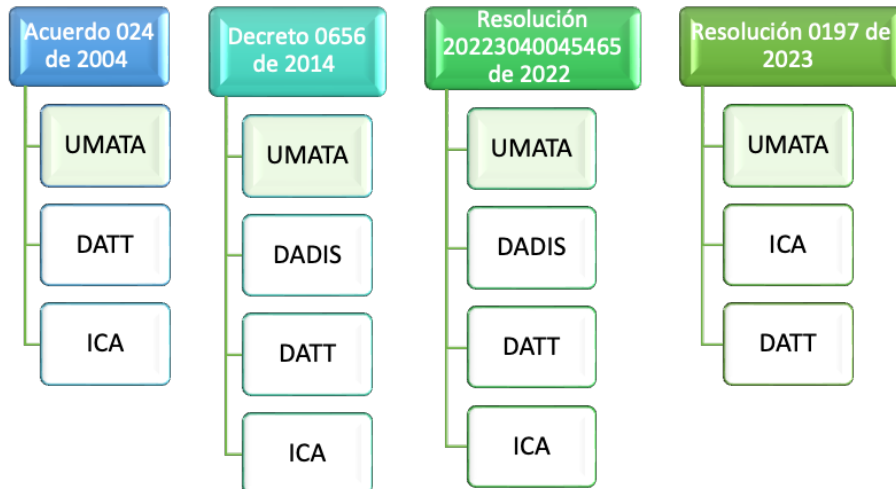 Acuerdo 024
de 2004
UMATA
DATT
ICA
Decreto 0656
de 2014
UMATA
DADIS
DATT
ICA
Resolución
20223040045465
de 2022
UMATA
DADIS
DATT
ICA
Resolución 0197 de
2023
UMATA
ICA
DATT